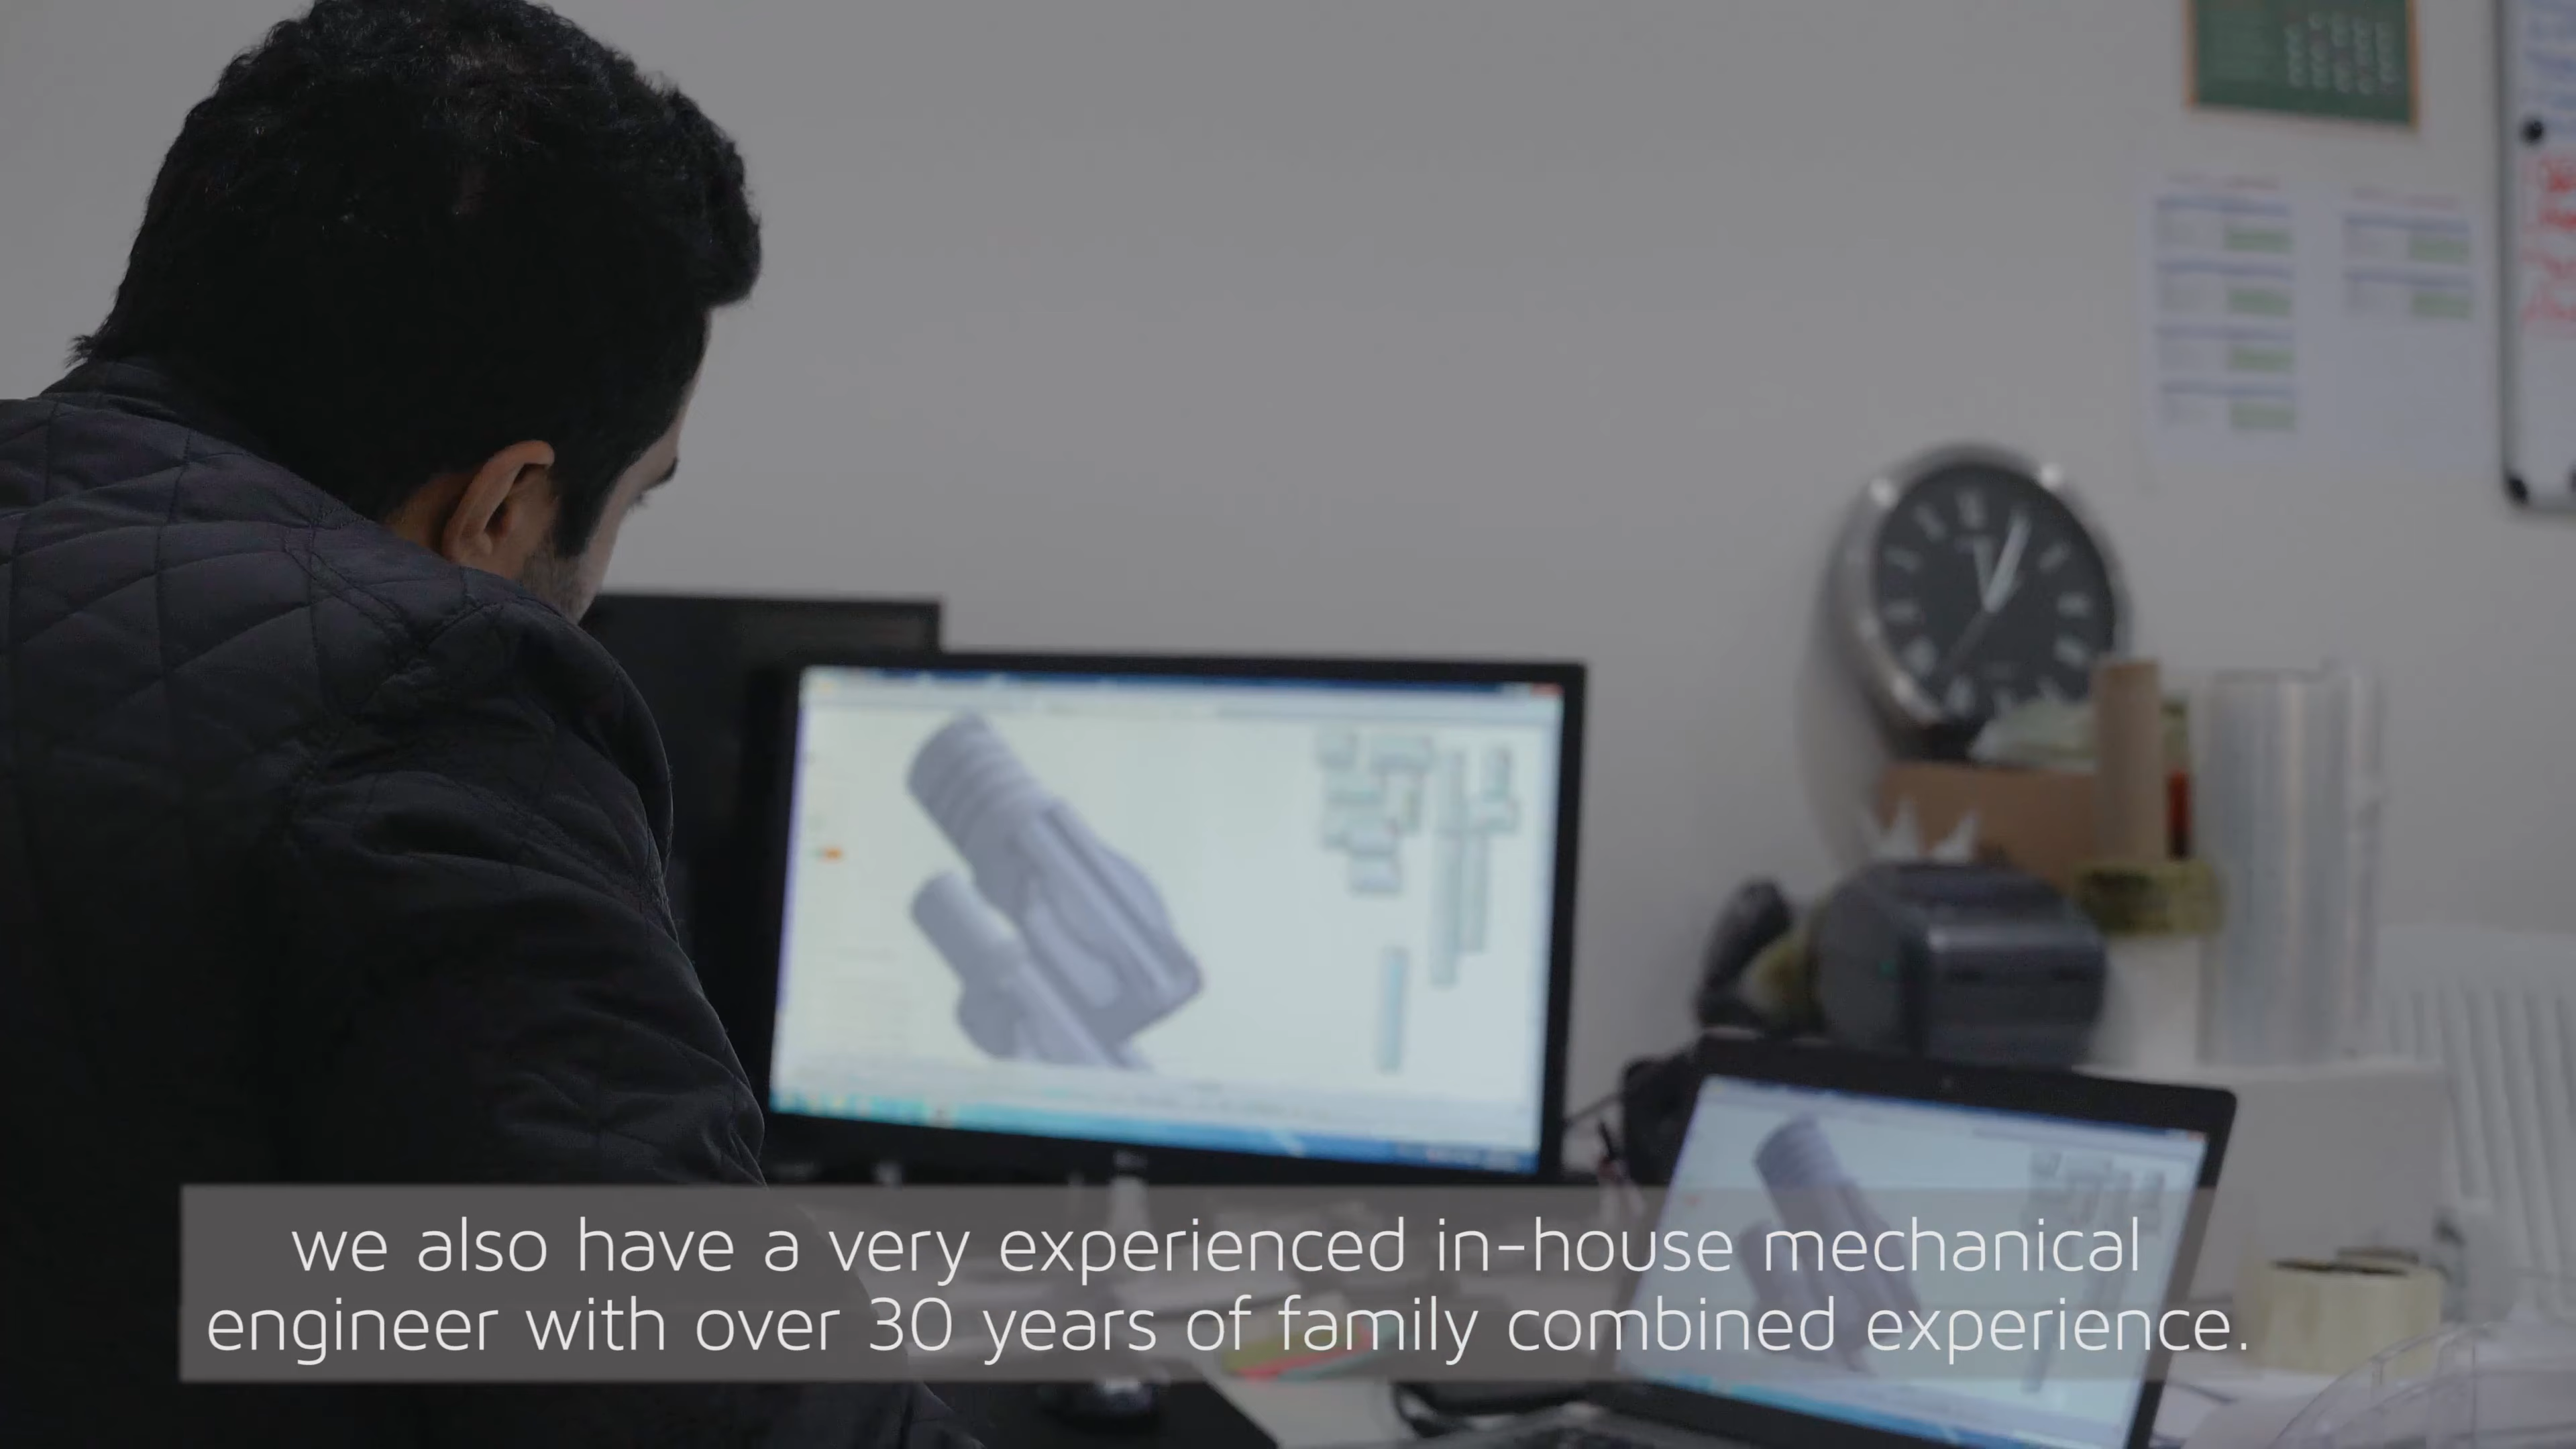 we also have a very experienced in-house mechanical
engineer with over 30 years of family combined experience.